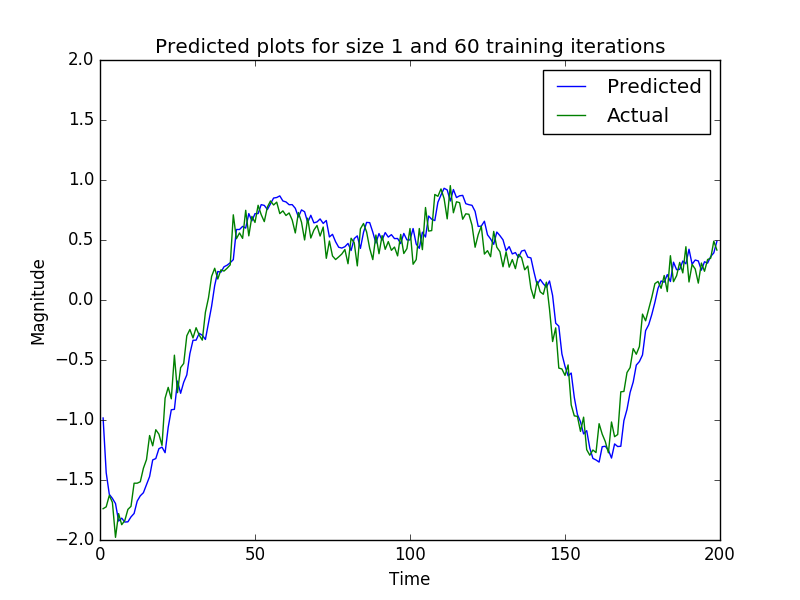 Predicted plots for size 1 and 60 training iterations
2.0
1.5
1.0
0.5
0.0
−0.5
−1.0
−1.5
−2.0
Magnitude
Predicted
Actual
0
50
100
150
200
Time